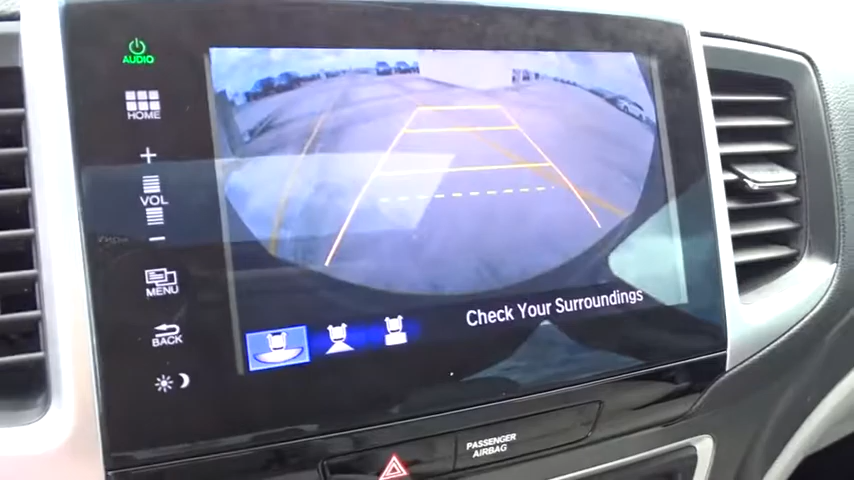 AUDIO
HOME
+
VOL
−
MENU
BACK
Check Your Surroundings
PASSENGER
AIRBAG